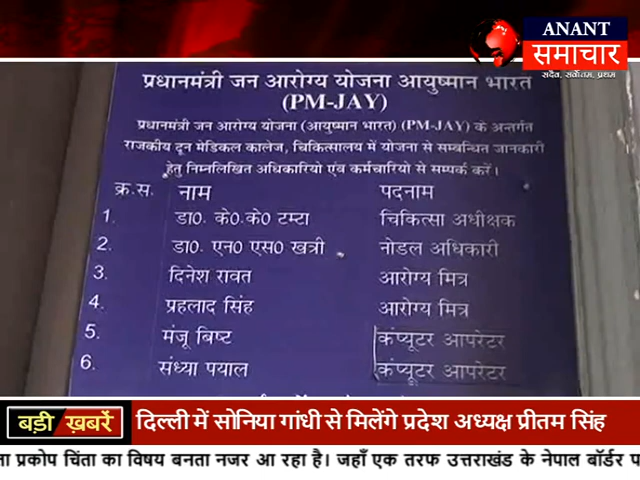 ANANT
समाचार
सदैव, सर्वोत्तम, प्रथम
प्रधानमंत्री जन आरोग्य योजना आयुष्मान भारत
(PM-JAY)
प्रधानमंत्री जन आरोग्य योजना (आयुष्मान भारत) (PM-JAY) के अन्तर्गत
राजकीय दून मेडिकल कालेज, चिकित्सालय में योजना से सम्बन्धित जानकारी
हेतु निम्नलिखित अधिकारियो एंव कर्मचारियो से सम्पर्क करें।
क्र.स. नाम पदनाम
1. डा0 के0के0 टम्टा चिकित्सा अधीक्षक
2. डा0 एन0 एस0 खत्री नोडल अधिकारी
3. दिनेश रावत आरोग्य मित्र
4. प्रहलाद सिंह आरोग्य मित्र
5. मंजू बिष्ट कंप्यूटर आपरेटर
6. संध्या पयाल कंप्यूटर आपरेटर
बड़ी ख़बरें दिल्ली में सोनिया गांधी से मिलेंगे प्रदेश अध्यक्ष प्रीतम सिंह
प्रकोप चिंता का विषय बनता नजर आ रहा है। जहाँ एक तरफ उत्तराखंड के नेपाल बॉर्डर